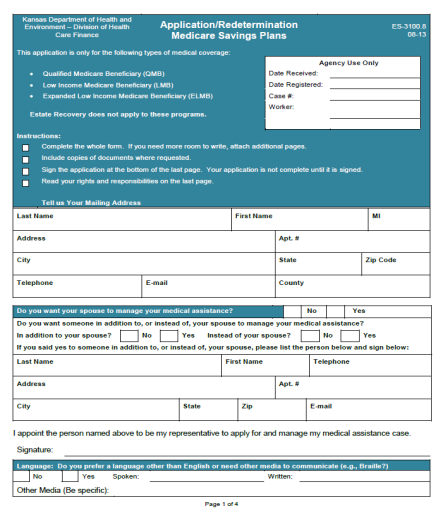 Kansas Department of Health and
Environment – Division of Health
Care Finance
Application/Redetermination
Medicare Savings Plans
ES-3100.8
08-13
This application is only for the following types of medical coverage:
• Qualified Medicare Beneficiary (QMB)
• Low Income Medicare Beneficiary (LMB)
• Expanded Low Income Medicare Beneficiary (ELMB)
Estate Recovery does not apply to these programs.
Agency Use Only
Date Received:
Date Registered:
Case #:
Worker:
Instructions:
Complete the whole form. If you need more room to write, attach additional pages.
Include copies of documents where requested.
Sign the application at the bottom of the last page. Your application is not complete until it is signed.
Read your rights and responsibilities on the last page.
Tell us Your Mailing Address
Last Name First Name MI
Address Apt. #
City State Zip Code
Telephone E-mail County
Do you want your spouse to manage your medical assistance? No Yes
Do you want someone in addition to, or instead of, your spouse to manage your medical assistance?
In addition to your spouse? No Yes Instead of your spouse? No Yes
If you said yes to someone in addition to, or instead of, your spouse, please list the person below and sign below:
Last Name First Name Telephone
Address Apt. #
City State Zip E-mail
I appoint the person named above to be my representative to apply for and manage my medical assistance case.
Signature:
Language: Do you prefer a language other than English or need other media to communicate (e.g., Braille?)
No Yes Spoken: Written:
Other Media (Be specific):
Page 1 of 4